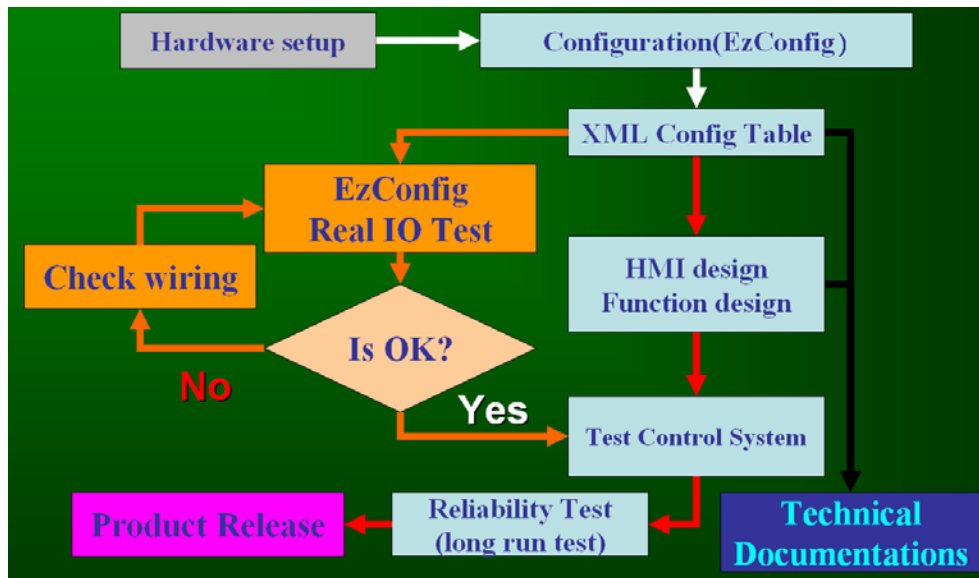 Hardware setup
Configuration(EzConfig)
XML Config Table
EzConfig
Real IO Test
Check wiring
HMI design
Function design
Is OK?
No
Yes
Test Control System
Product Release
Reliability Test
(long run test)
Technical
Documentations